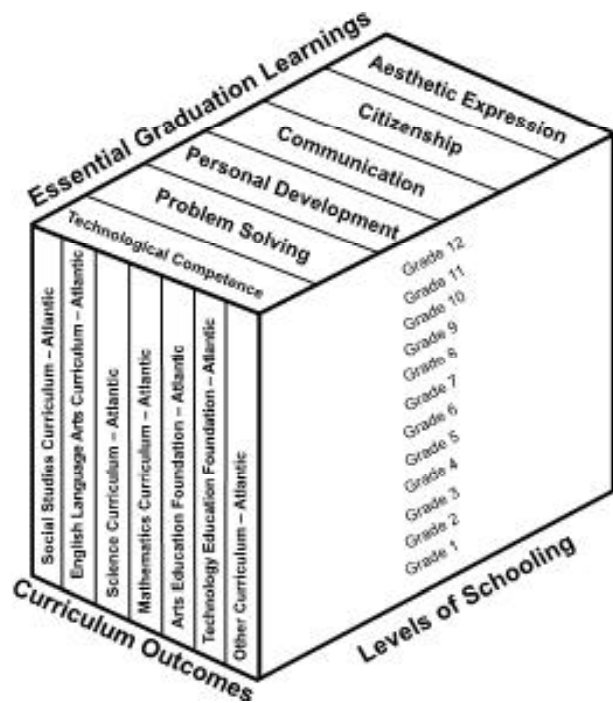 Essential Graduation Learnings
Aesthetic Expression
Citizenship
Communication
Personal Development
Problem Solving
Technological Competence
Social Studies Curriculum – Atlantic
English Language Arts Curriculum – Atlantic
Science Curriculum – Atlantic
Mathematics Curriculum – Atlantic
Arts Education Foundation – Atlantic
Technology Education Foundation – Atlantic
Other Curriculum – Atlantic
Curriculum Outcomes
Grade 12
Grade 11
Grade 10
Grade 9
Grade 8
Grade 7
Grade 6
Grade 5
Grade 4
Grade 3
Grade 2
Grade 1
Levels of Schooling